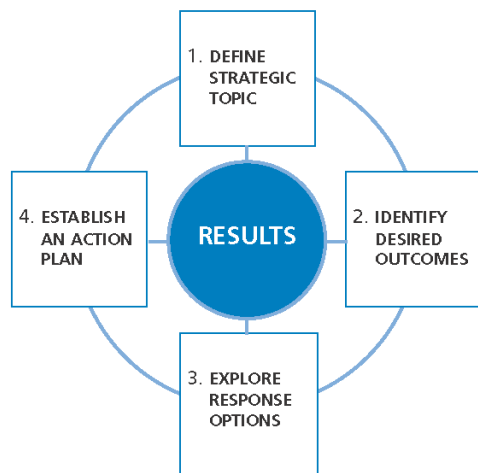 1. DEFINE
STRATEGIC
TOPIC
4. ESTABLISH
AN ACTION
PLAN
RESULTS
2. IDENTIFY
DESIRED
OUTCOMES
3. EXPLORE
RESPONSE
OPTIONS